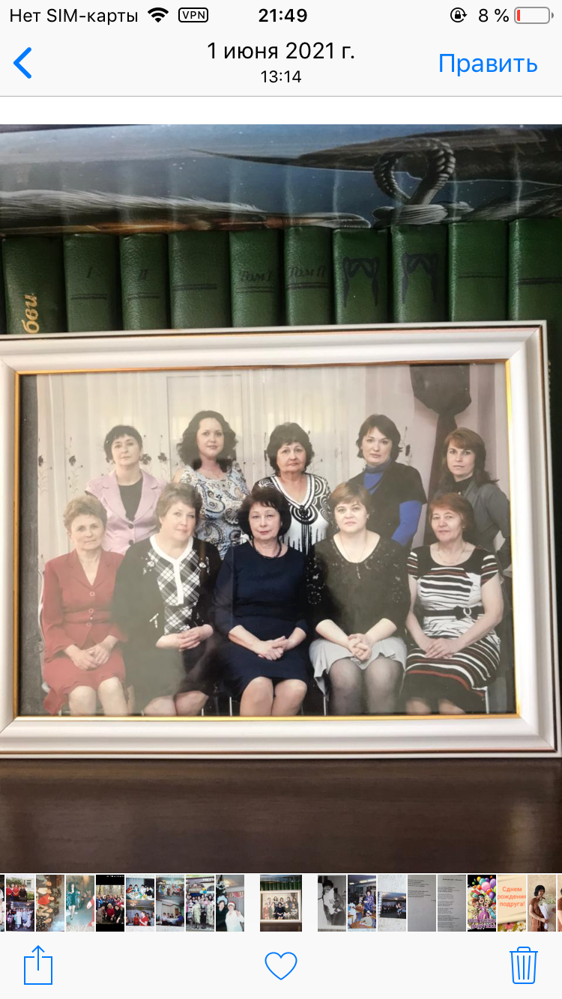 Нет SIM-карты VPN 21:49 8 %
1 июня 2021 г.
13:14
Править
бви
I
II
Том I
Том II
С днем
рождения
подруга!